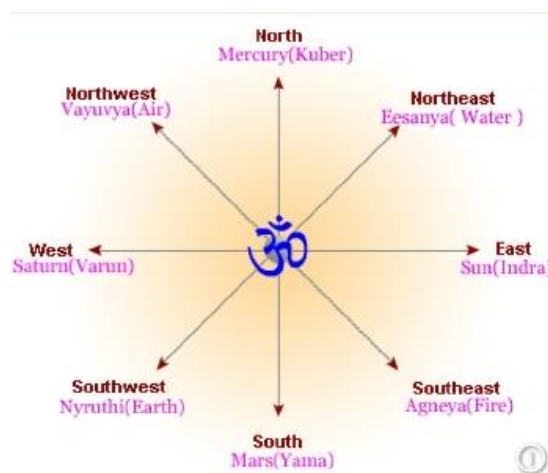 North
Mercury(Kuber)
Northwest
Vayuvya(Air)
Northeast
Eesanya( Water )
ॐ
West
Saturn(Varun)
East
Sun(Indra)
Southwest
Nyruthi(Earth)
Southeast
Agneya(Fire)
South
Mars(Yama)